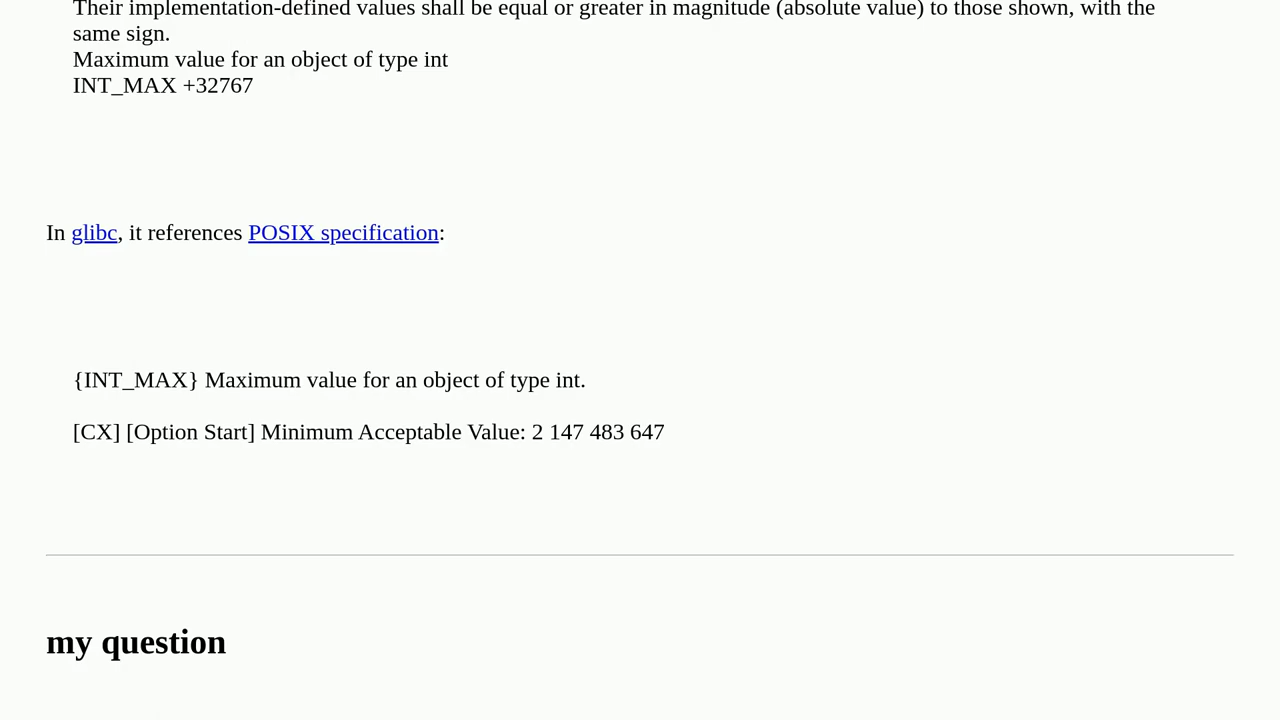 Their implementation-defined values shall be equal or greater in magnitude (absolute value) to those shown, with the
same sign.
Maximum value for an object of type int
INT_MAX +32767
In glibc, it references POSIX specification:
{INT_MAX} Maximum value for an object of type int.
[CX] [Option Start] Minimum Acceptable Value: 2 147 483 647
my question